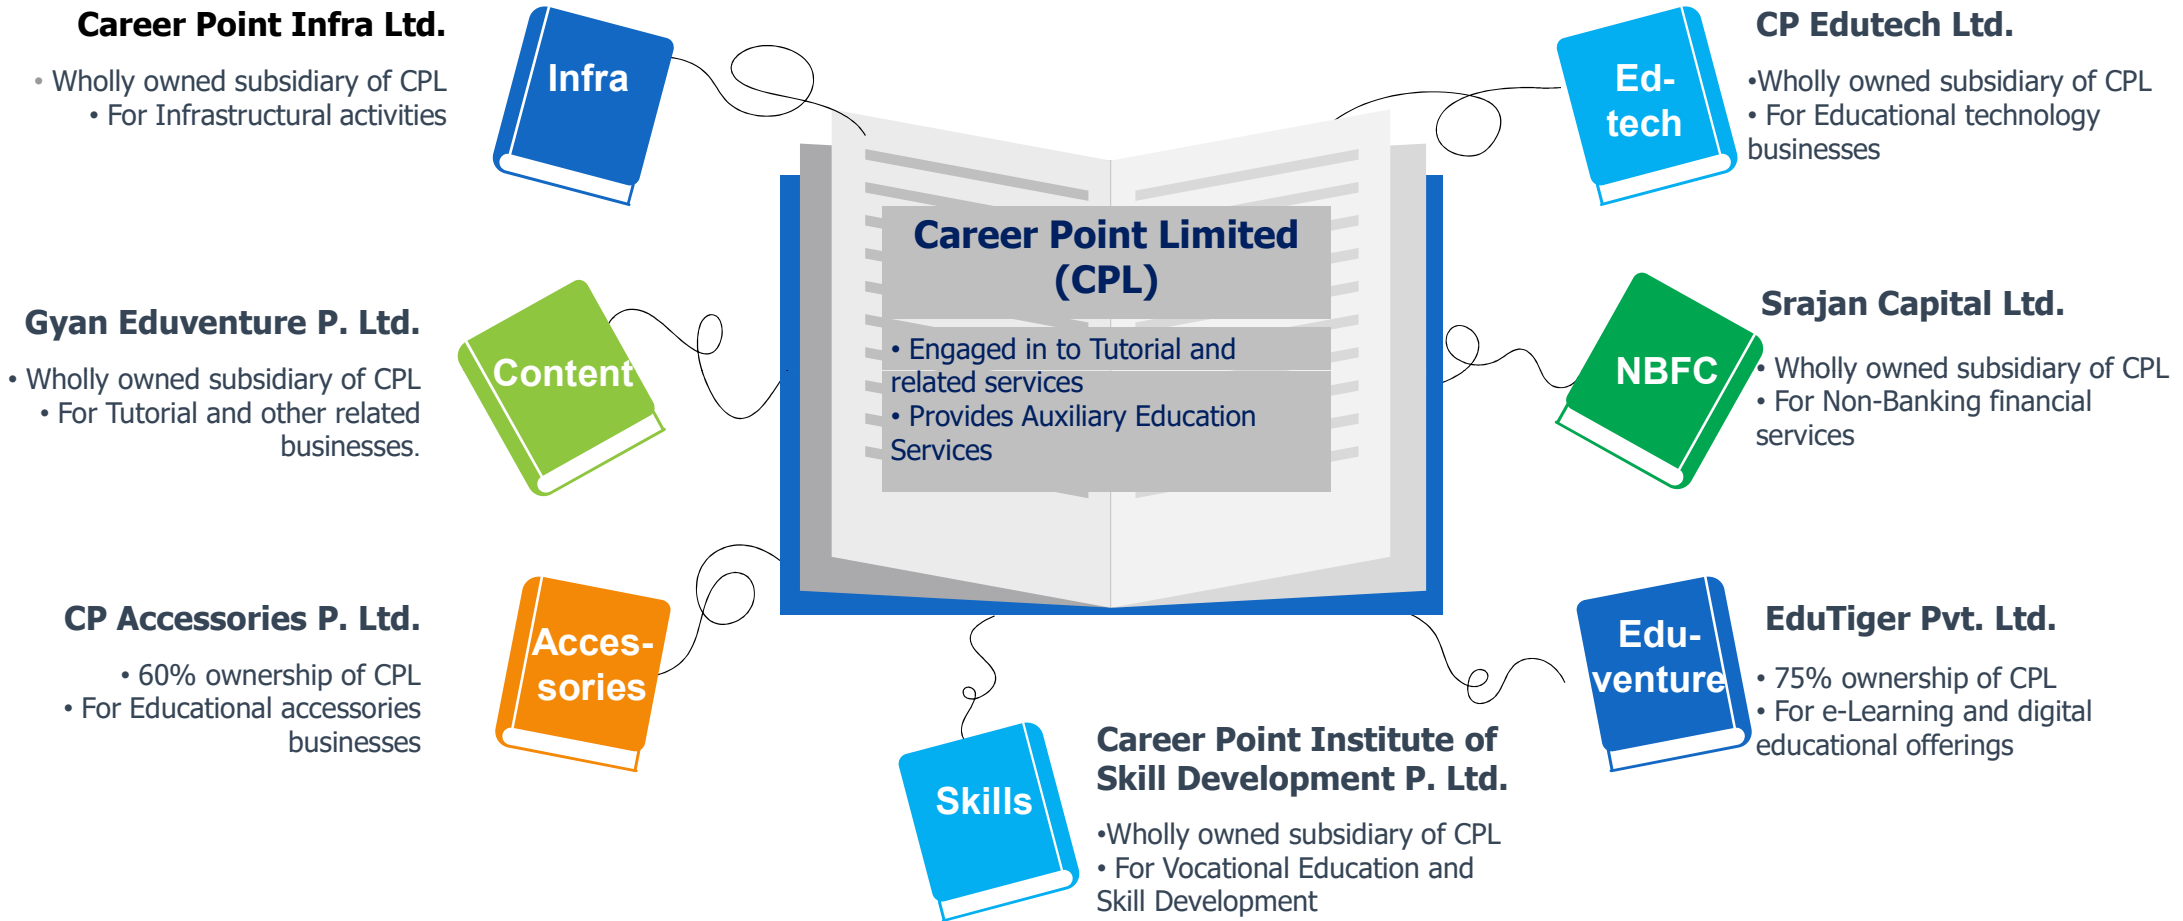 Career Point Infra Ltd.
• Wholly owned subsidiary of CPL
• For Infrastructural activities
Infra
CP Edutech Ltd.
•Wholly owned subsidiary of CPL
• For Educational technology
businesses
Ed-
tech
Career Point Limited
(CPL)
• Engaged in to Tutorial and
related services
• Provides Auxiliary Education
Services
Gyan Eduventure P. Ltd.
• Wholly owned subsidiary of CPL
• For Tutorial and other related
businesses.
Content
Srajan Capital Ltd.
• Wholly owned subsidiary of CPL
• For Non-Banking financial
services
NBFC
CP Accessories P. Ltd.
• 60% ownership of CPL
• For Educational accessories
businesses
Acces-
sories
EduTiger Pvt. Ltd.
• 75% ownership of CPL
• For e-Learning and digital
educational offerings
Edu-
venture
Skills
Career Point Institute of
Skill Development P. Ltd.
•Wholly owned subsidiary of CPL
• For Vocational Education and
Skill Development